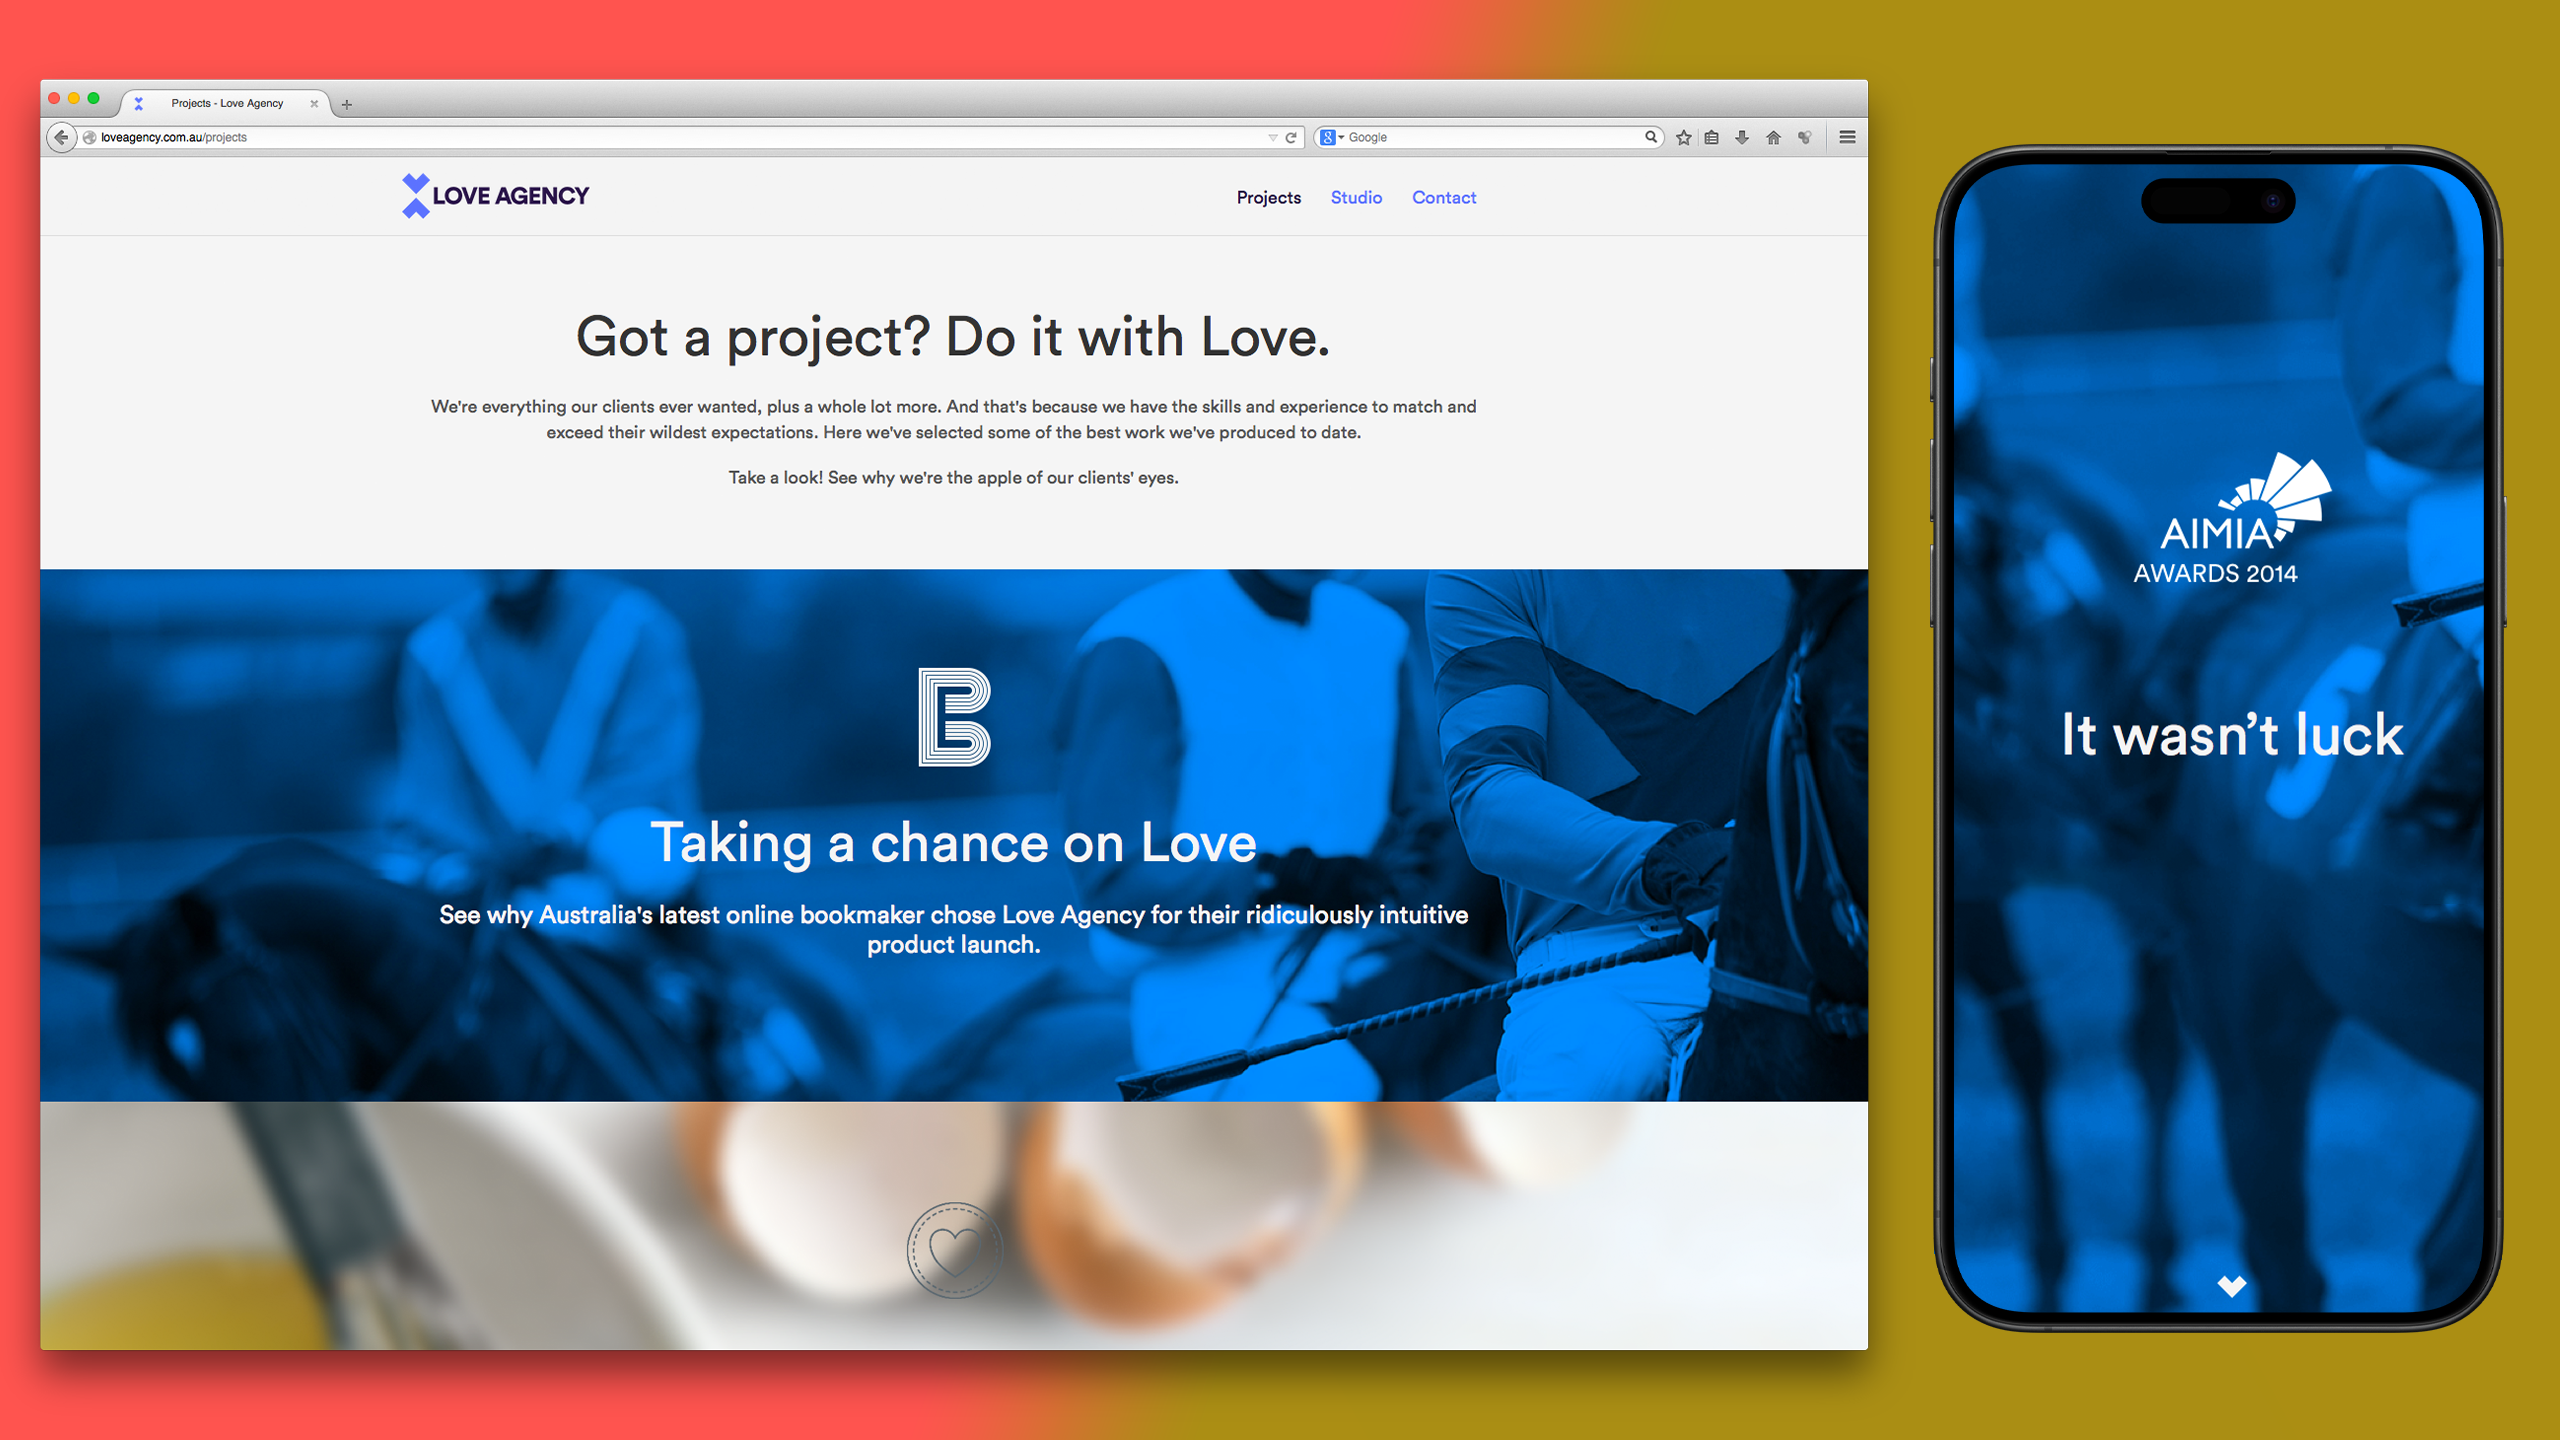 Projects - Love Agency
loveagency.com.au/projects
Google
LOVE AGENCY
Projects
Studio
Contact
Got a project? Do it with Love.
We're everything our clients ever wanted, plus a whole lot more. And that's because we have the skills and experience to match and
exceed their wildest expectations. Here we've selected some of the best work we've produced to date.
Take a look! See why we're the apple of our clients' eyes.
B
Taking a chance on Love
See why Australia's latest online bookmaker chose Love Agency for their ridiculously intuitive
product launch.
AIMIA
AWARDS 2014
It wasn't luck